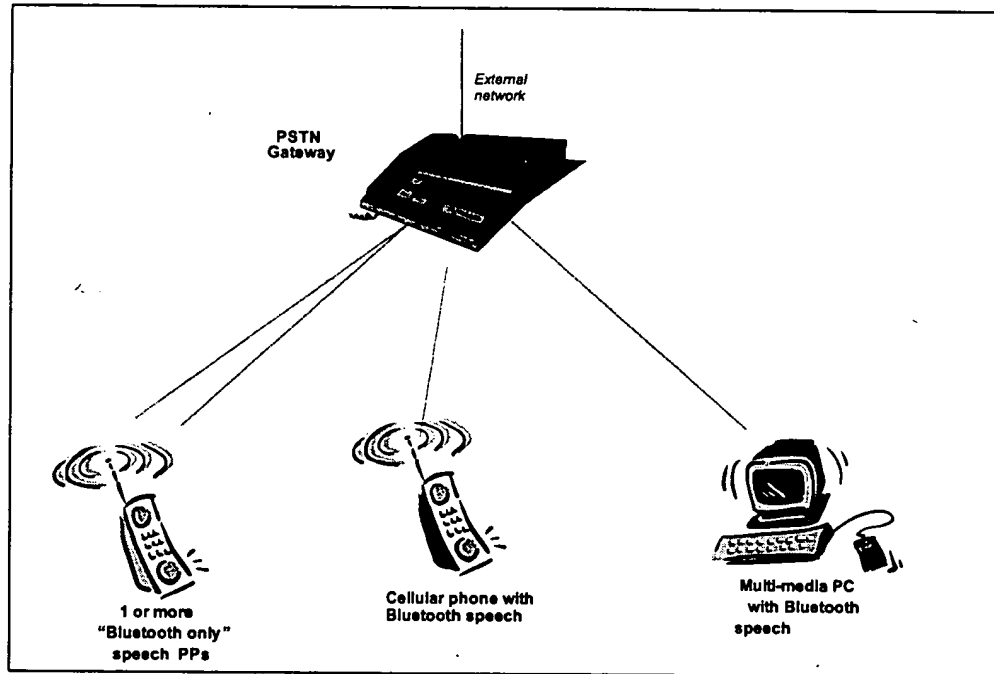 External
network
PSTN
Gateway
1 or more
"Bluetooth only"
speech PPs
Cellular phone with
Bluetooth speech
Multi-media PC
with Bluetooth
speech